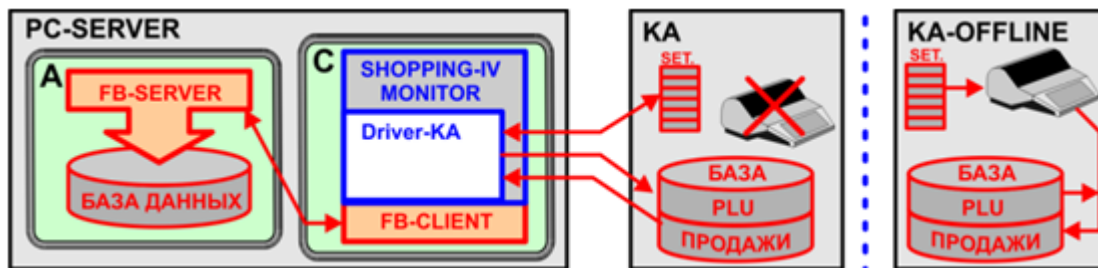 PC-SERVER
A
FB-SERVER
БАЗА ДАННЫХ
C
SHOPPING-IV
MONITOR
Driver-KA
FB-CLIENT
KA
SET.
БАЗА
PLU
ПРОДАЖИ
KA-OFFLINE
SET.
БАЗА
PLU
ПРОДАЖИ